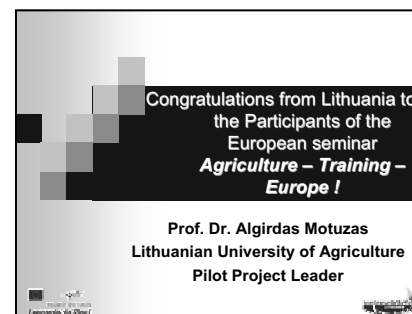 Congratulations from Lithuania to
the Participants of the
European seminar
Agriculture – Training –
Europe !
Prof. Dr. Algirdas Motuzas
Lithuanian University of Agriculture
Pilot Project Leader